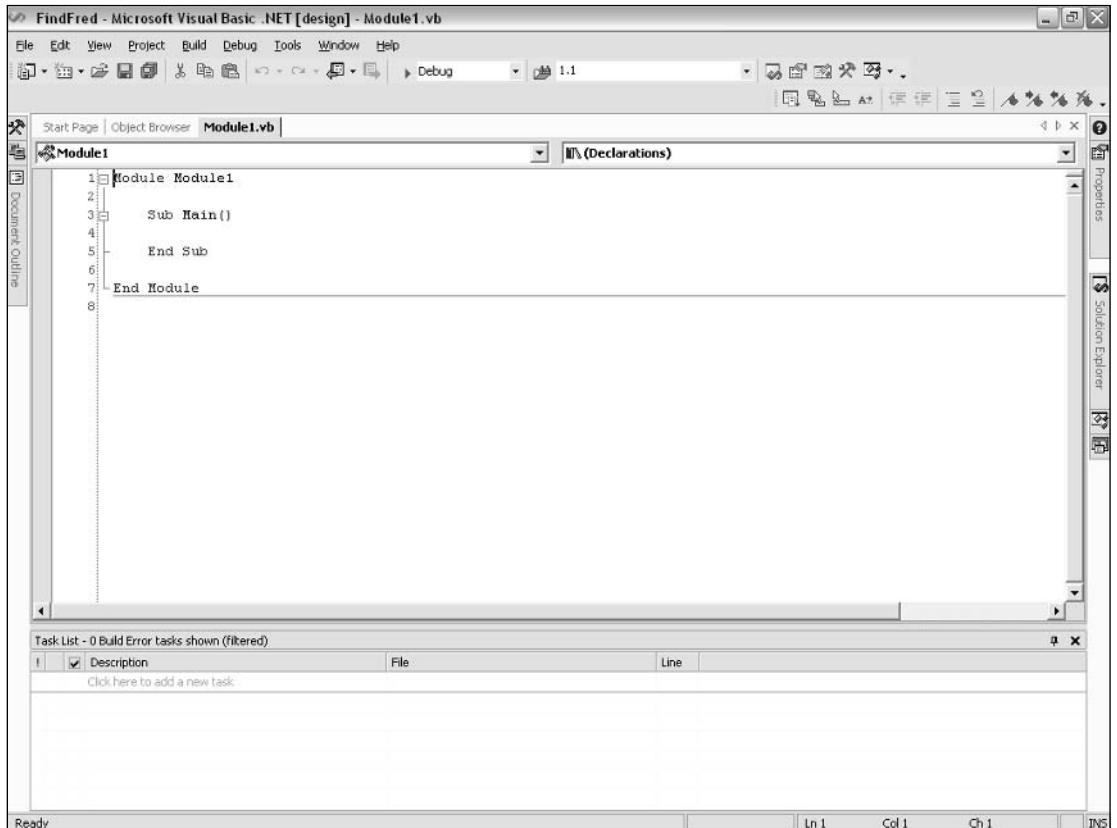 FindFred - Microsoft Visual Basic .NET [design] - Module1.vb
File Edit View Project Build Debug Tools Window Help
Debug 1.1
Start Page Object Browser Module1.vb
Module1 (Declarations)
1 Module Module1
2
3 Sub Main()
4
5 End Sub
6
7 End Module
8
Document Outline
Properties
Solution Explorer
Task List - 0 Build Error tasks shown (filtered)
! Description File Line
Click here to add a new task
Ready Ln 1 Col 1 Ch 1 INS